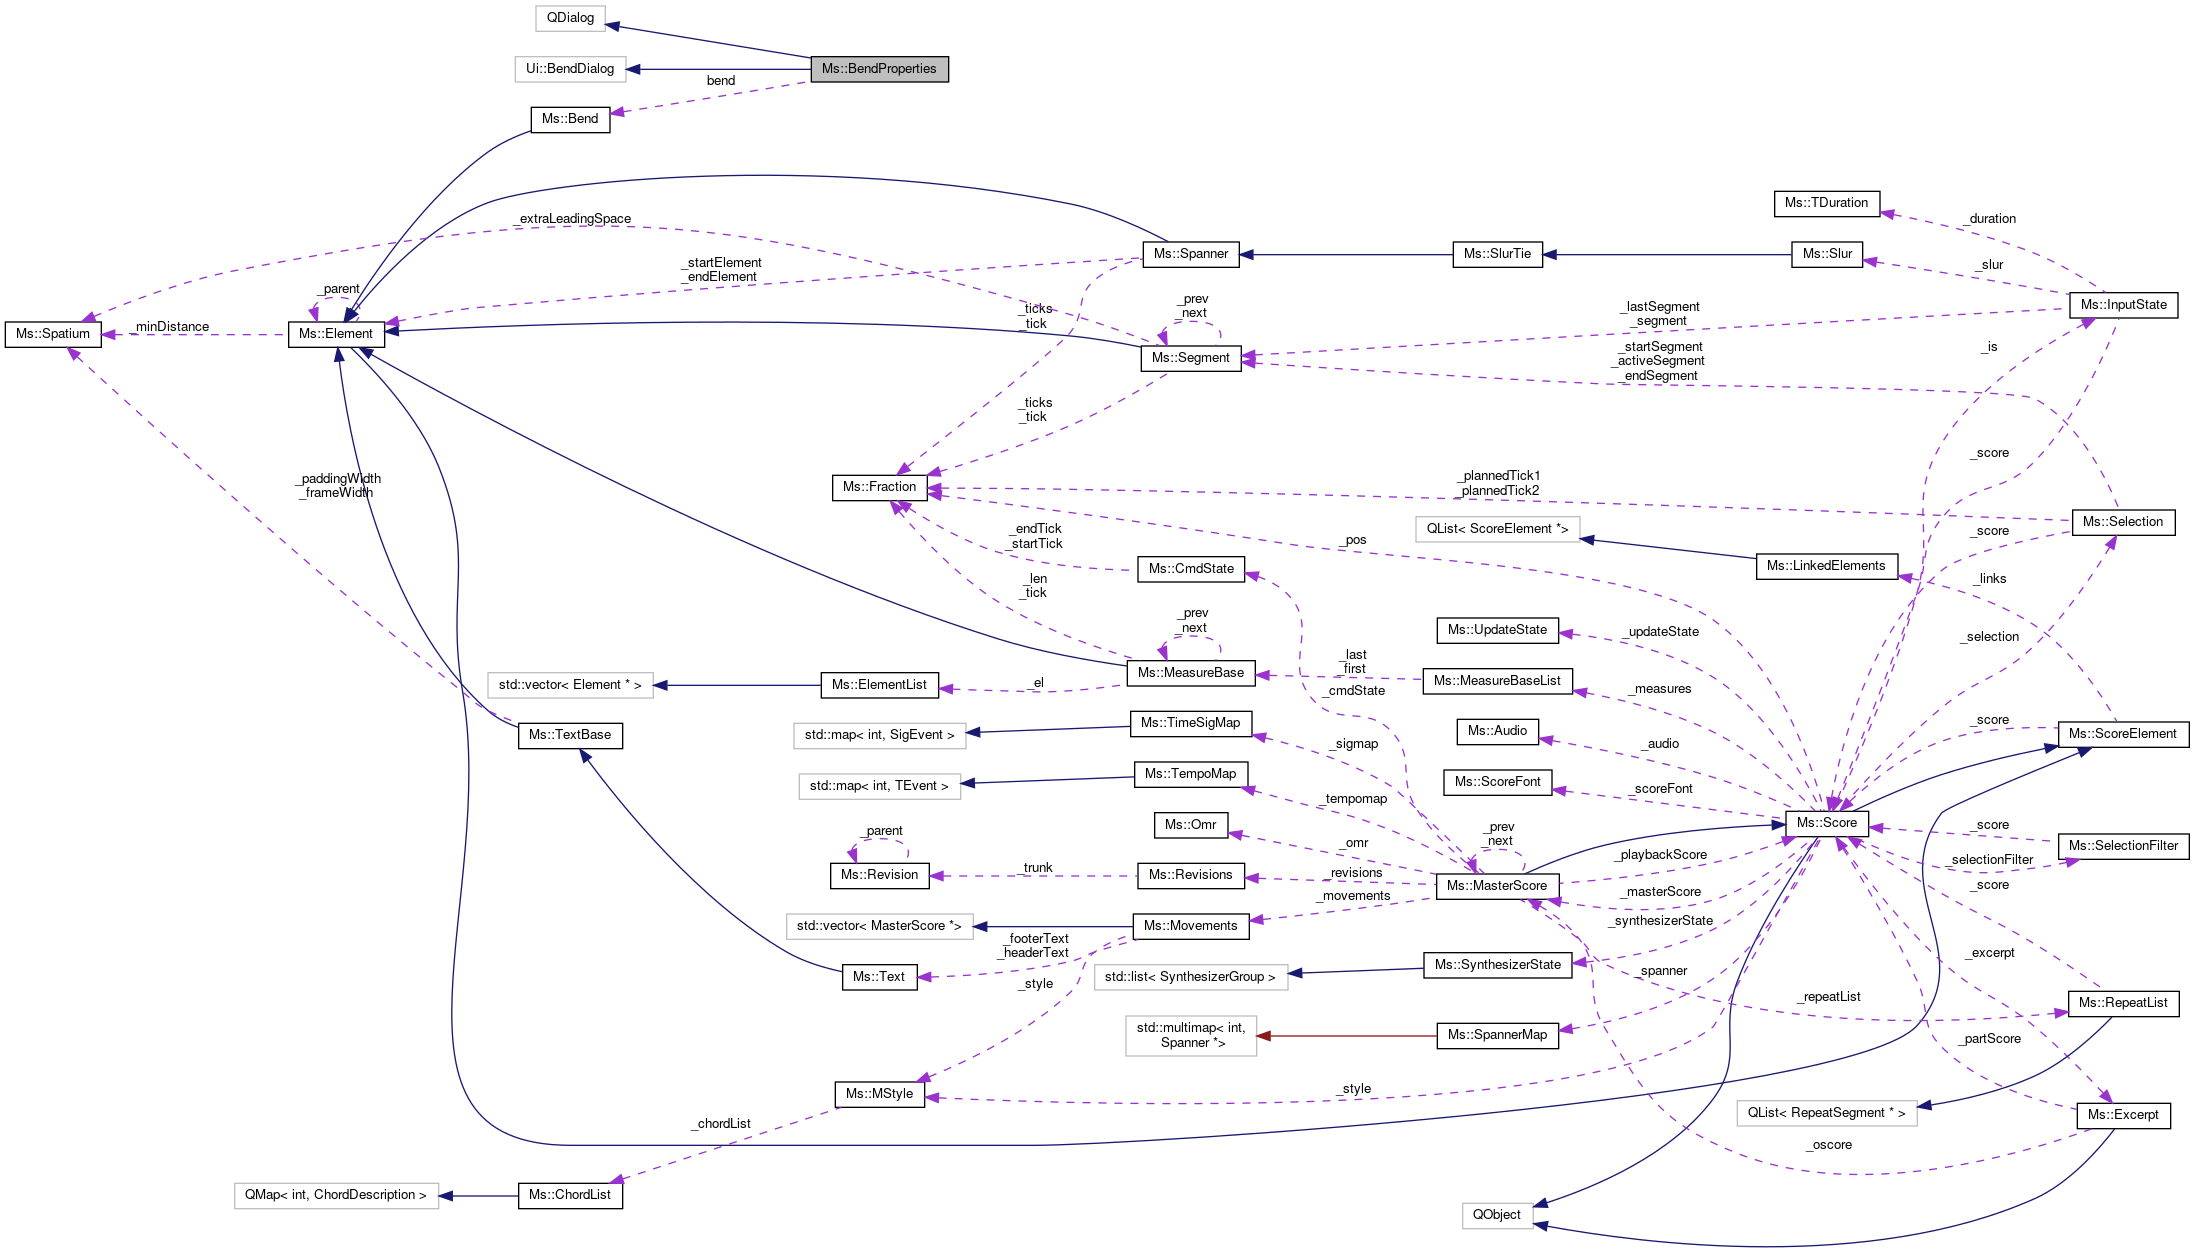 QDialog
Ui::BendDialog
Ms::BendProperties
bend
Ms::Bend
Ms::TDuration
_duration
_extraLeadingSpace
Ms::Spanner
Ms::SlurTie
Ms::Slur
_slur
_startElement
_endElement
_parent
Ms::InputState
_prev
_next
_lastSegment
_segment
_ticks
_tick
Ms::Spatium
_minDistance
Ms::Element
Ms::Segment
_startSegment
_activeSegment
_endSegment
_is
_ticks
_tick
_score
_paddingWidth
_frameWidth
Ms::Fraction
_plannedTick1
_plannedTick2
QList< ScoreElement *>
Ms::Selection
_endTick
_startTick
_pos
_score
Ms::CmdState
Ms::LinkedElements
_len
_tick
_links
_prev
_next
Ms::UpdateState
_updateState
_selection
std::vector< Element * >
Ms::ElementList
_el
Ms::MeasureBase
_last
_first
Ms::MeasureBaseList
_measures
_cmdState
Ms::TextBase
std::map< int, SigEvent >
Ms::TimeSigMap
_sigmap
Ms::Audio
_audio
_score
Ms::ScoreElement
std::map< int, TEvent >
Ms::TempoMap
_tempomap
Ms::ScoreFont
_scoreFont
Ms::Omr
_omr
_prev
_next
Ms::Score
_score
Ms::SelectionFilter
_parent
Ms::Revision
_trunk
Ms::Revisions
_revisions
Ms::MasterScore
_playbackScore
_selectionFilter
_masterScore
_score
_movements
std::vector< MasterScore *>
Ms::Movements
_synthesizerState
_footerText
_headerText
Ms::Text
_style
std::list< SynthesizerGroup >
Ms::SynthesizerState
_spanner
_excerpt
_repeatList
Ms::RepeatList
std::multimap< int,
Spanner *>
Ms::SpannerMap
_partScore
Ms::MStyle
_style
QList< RepeatSegment * >
Ms::Excerpt
_chordList
_oscore
QMap< int, ChordDescription >
Ms::ChordList
QObject